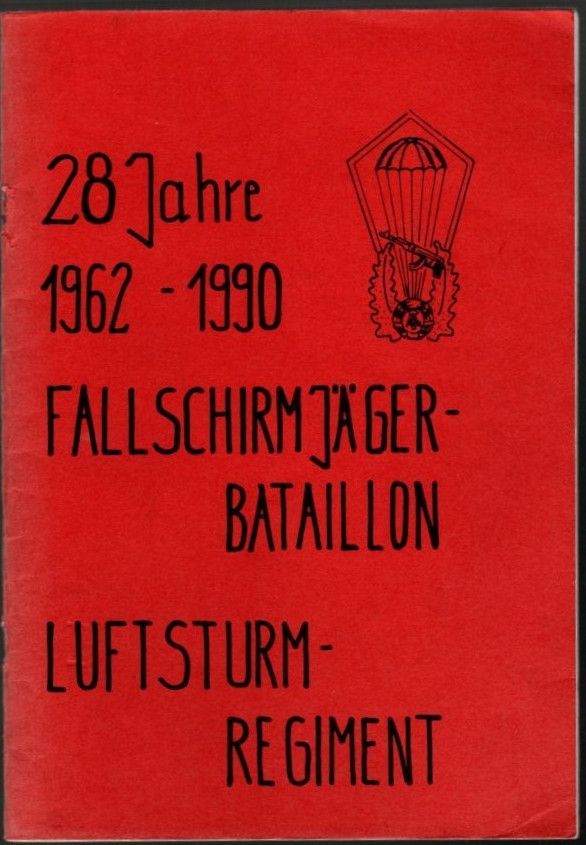 28 Jahre
1962 - 1990
FALLSCHIRMJÄGER-
BATAILLON
LUFTSTURM-
REGIMENT